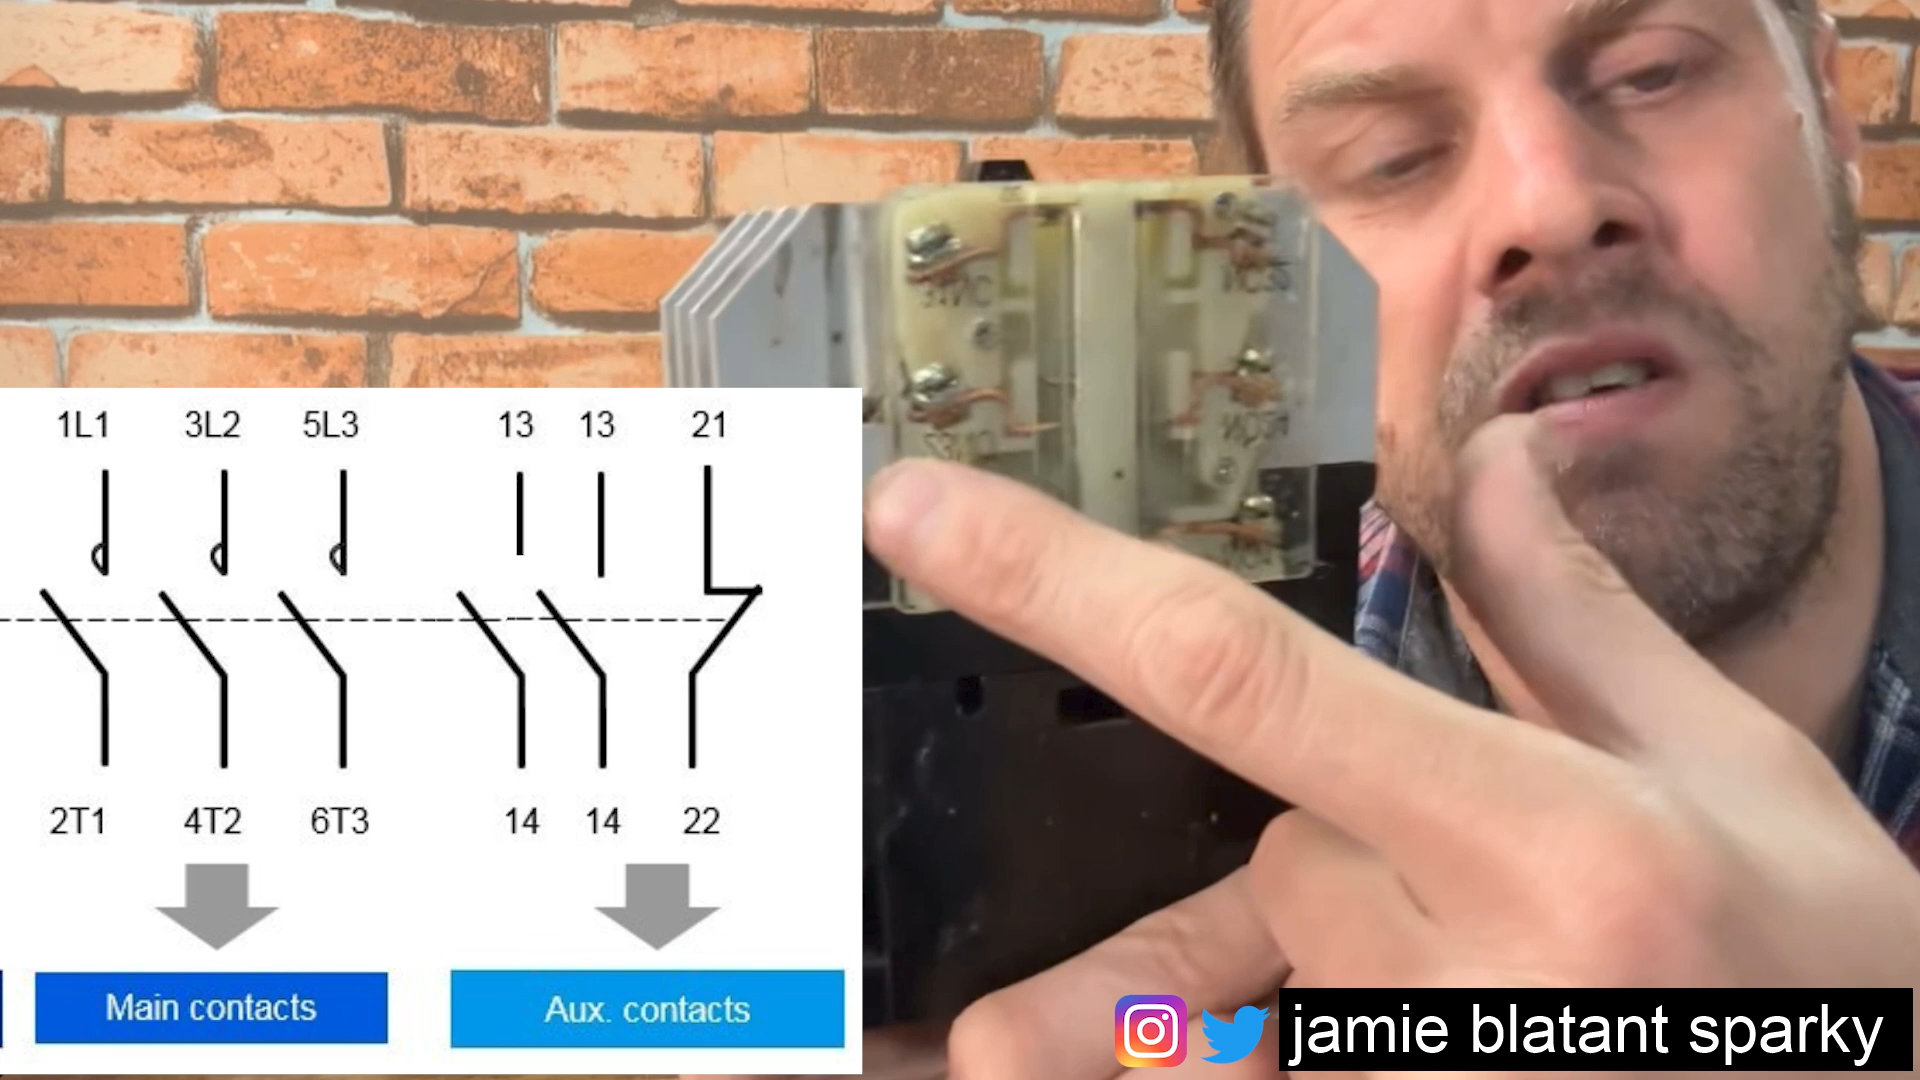 1L1 3L2 5L3 13 13 21
2T1 4T2 6T3 14 14 22
Main contacts
Aux. contacts
jamie blatant sparky